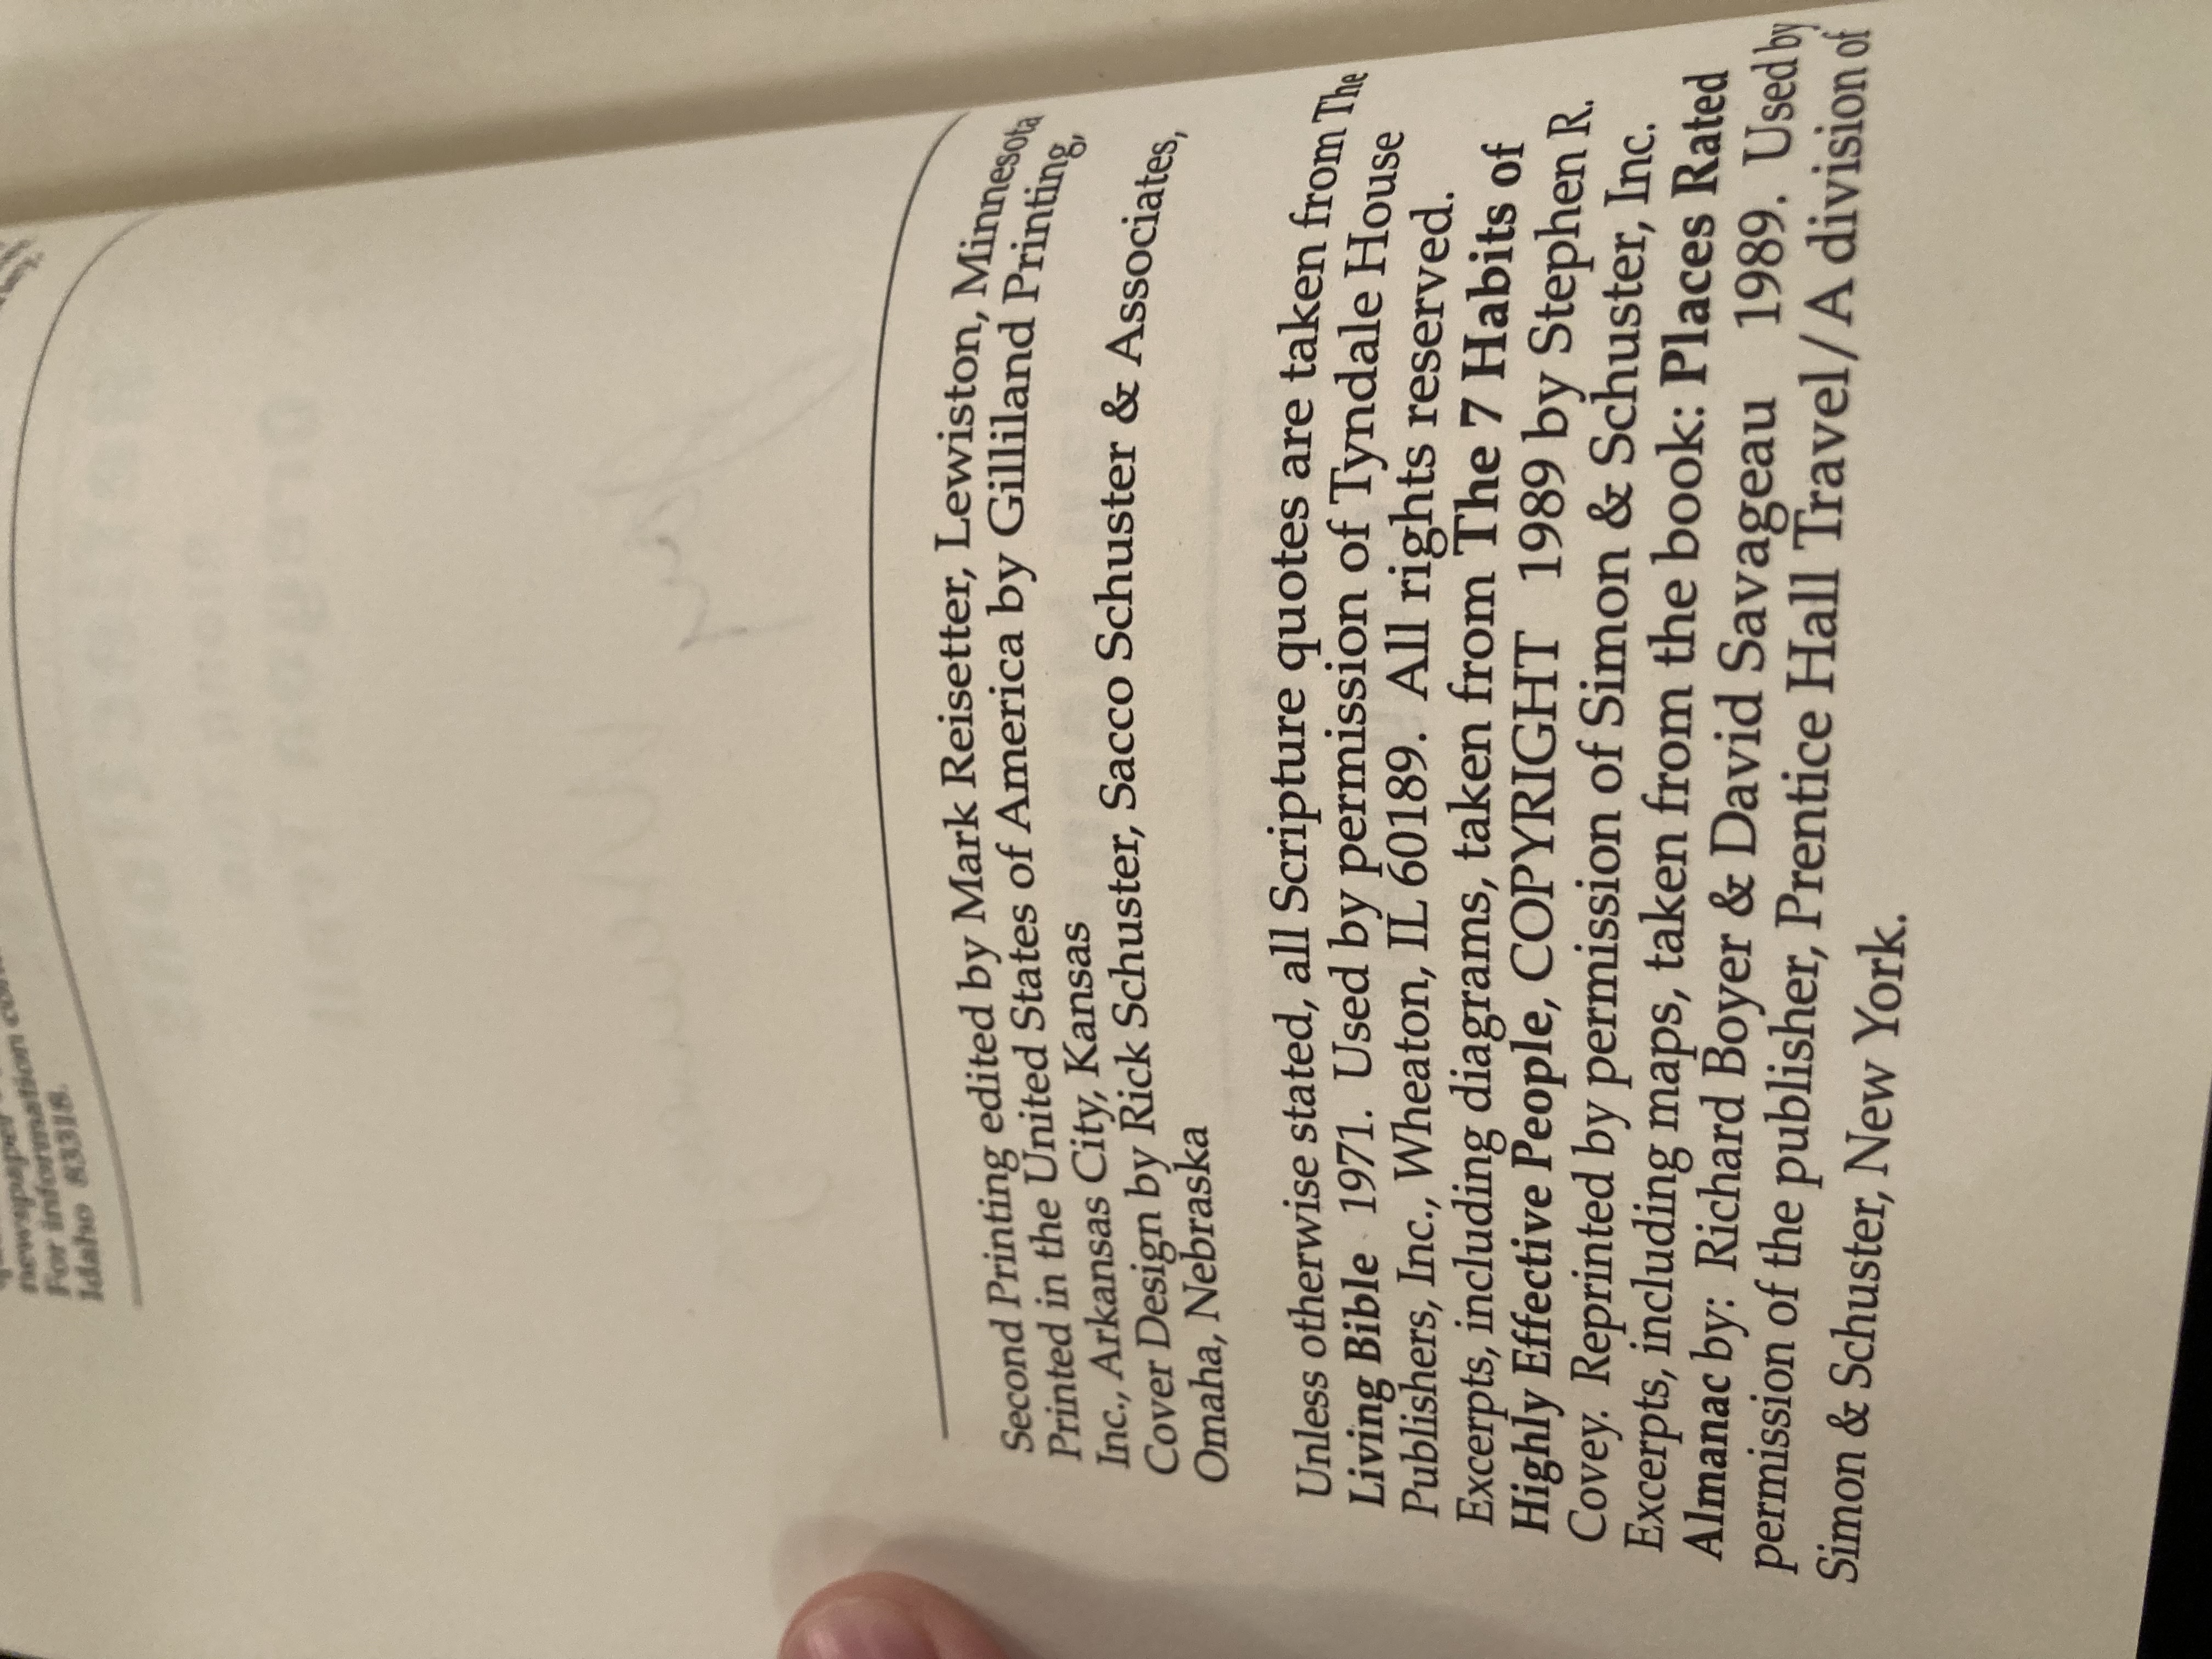 newspaper
For information
Idaho 83318.
Second Printing edited by Mark Reisetter, Lewiston, Minnesota
Printed in the United States of America by Gilliland Printing,
Inc., Arkansas City, Kansas
Cover Design by Rick Schuster, Sacco Schuster & Associates,
Omaha, Nebraska
Unless otherwise stated, all Scripture quotes are taken from The
Living Bible 1971. Used by permission of Tyndale House
Publishers, Inc., Wheaton, IL 60189. All rights reserved.
Excerpts, including diagrams, taken from The 7 Habits of
Highly Effective People, COPYRIGHT 1989 by Stephen R.
Covey. Reprinted by permission of Simon & Schuster, Inc.
Excerpts, including maps, taken from the book: Places Rated
Almanac by: Richard Boyer & David Savageau 1989. Used by
permission of the publisher, Prentice Hall Travel/A division of
Simon & Schuster, New York.